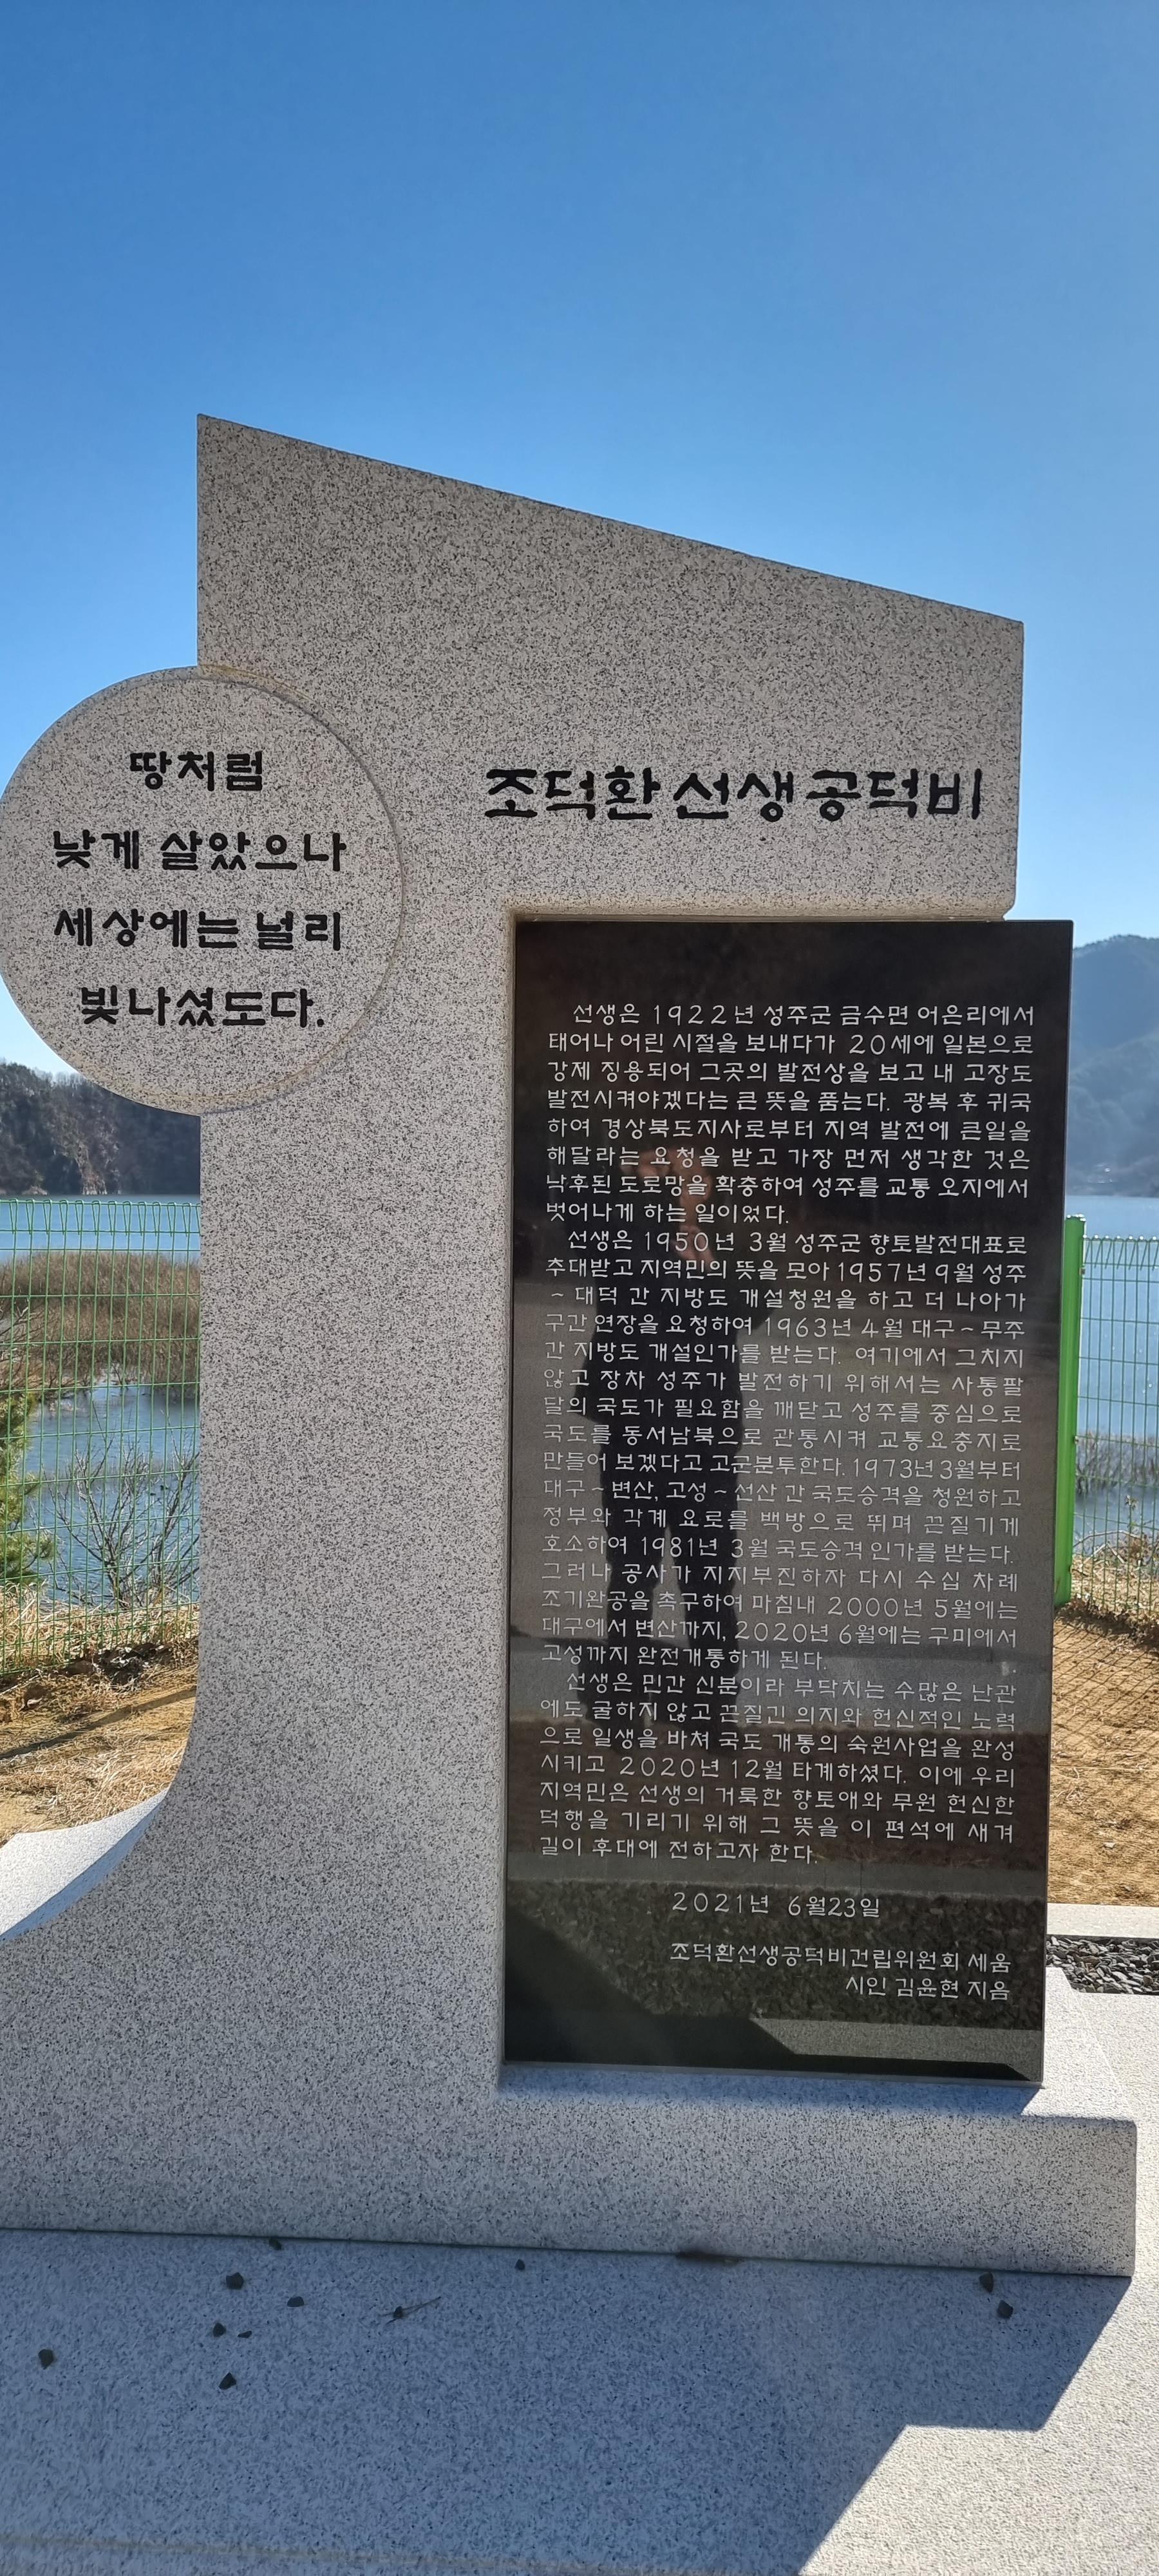 땅처럼
낮게 살았으나
세상에는 널리
빛나셨도다.
조덕환 선생 공덕비
선생은 1922년 성주군 금수면 어은리에서
태어나 어린 시절을 보내다가 20세에 일본으로
강제 징용되어 그곳의 발전상을 보고 내 고장도
발전시켜야겠다는 큰 뜻을 품는다. 광복 후 귀국
하여 경상북도지사로부터 지역 발전에 큰일을
해달라는 요청을 받고 가장 먼저 생각한 것은
낙후된 도로망을 확충하여 성주를 교통 오지에서
벗어나게 하는 일이었다.
선생은 1950년 3월 성주군 향토발전대표로
추대받고 지역민의 뜻을 모아 1957년 9월 성주
~ 대덕 간 지방도 개설청원을 하고 더 나아가
구간 연장을 요청하여 1963년 4월 대구 ~ 무주
간 지방도 개설인가를 받는다. 여기에서 그치지
않고 장차 성주가 발전하기 위해서는 사통팔
달의 국도가 필요함을 깨닫고 성주를 중심으로
국도를 동서남북으로 관통시켜 교통요충지로
만들어 보겠다고 고군분투한다. 1973년 3월부터
대구 ~ 변산, 고성 ~ 선산 간 국도승격을 청원하고
정부와 각계 요로를 백방으로 뛰며 끈질기게
호소하여 1981년 3월 국도승격 인가를 받는다.
그러나 공사가 지지부진하자 다시 수십 차례
조기완공을 촉구하여 마침내 2000년 5월에는
대구에서 변산까지, 2020년 6월에는 구미에서
고성까지 완전개통하게 된다.
선생은 민간 신분이라 부닥치는 수많은 난관
에도 굴하지 않고 끈질긴 의지와 헌신적인 노력
으로 일생을 바쳐 국도 개통의 숙원사업을 완성
시키고 2020년 12월 타계하셨다. 이에 우리
지역민은 선생의 거룩한 향토애와 무원 헌신한
덕행을 기리기 위해 그 뜻을 이 편석에 새겨
길이 후대에 전하고자 한다.
2021년 6월23일
조덕환선생공덕비건립위원회 세움
시인 김윤현 지음